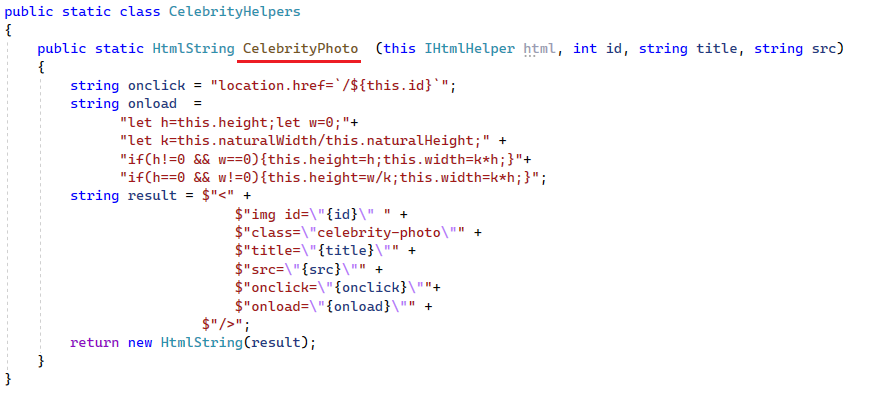 public static class CelebrityHelpers
{
    public static HtmlString CelebrityPhoto  (this IHtmlHelper html, int id, string title, string src)
    {
        string onclick = "location.href=`/${this.id}`";
        string onload  =
              "let h=this.height;let w=0;"+
              "let k=this.naturalWidth/this.naturalHeight;" +
              "if(h!=0 && w==0){this.height=h;this.width=k*h;}"+
              "if(h==0 && w!=0){this.height=w/k;this.width=k*h;}";
        string result = $"<" +
                            $"img id=\"{id}\" " +
                            $"class=\"celebrity-photo\"" +
                            $"title=\"{title}\"" +
                            $"src=\"{src}\"" +
                            $"onclick=\"{onclick}\""+
                            $"onload=\"{onload}\"" +
                        $"/>";
        return new HtmlString(result);
    }
}